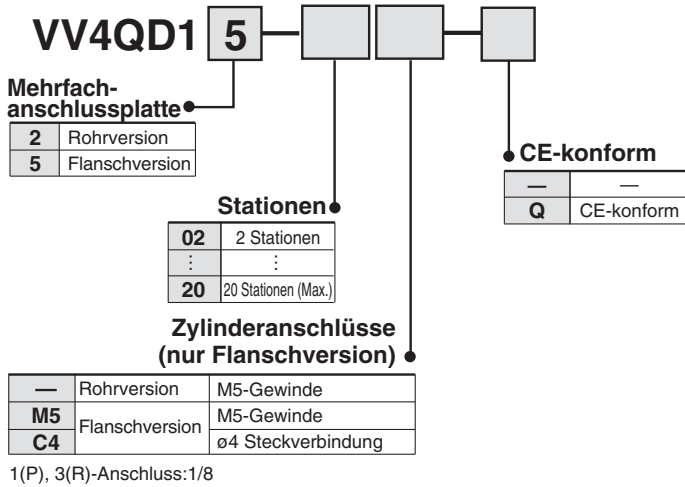 VV4QD1 5 — —
Mehrfach-
anschlussplatte
2 Rohrversion
5 Flanschversion
CE-konform
— —
Q CE-konform
Stationen
02 2 Stationen
⋮ ⋮
20 20 Stationen (Max.)
Zylinderanschlüsse
(nur Flanschversion)
— Rohrversion M5-Gewinde
M5 Flanschversion M5-Gewinde
C4 ø4 Steckverbindung
1(P), 3(R)-Anschluss:1/8